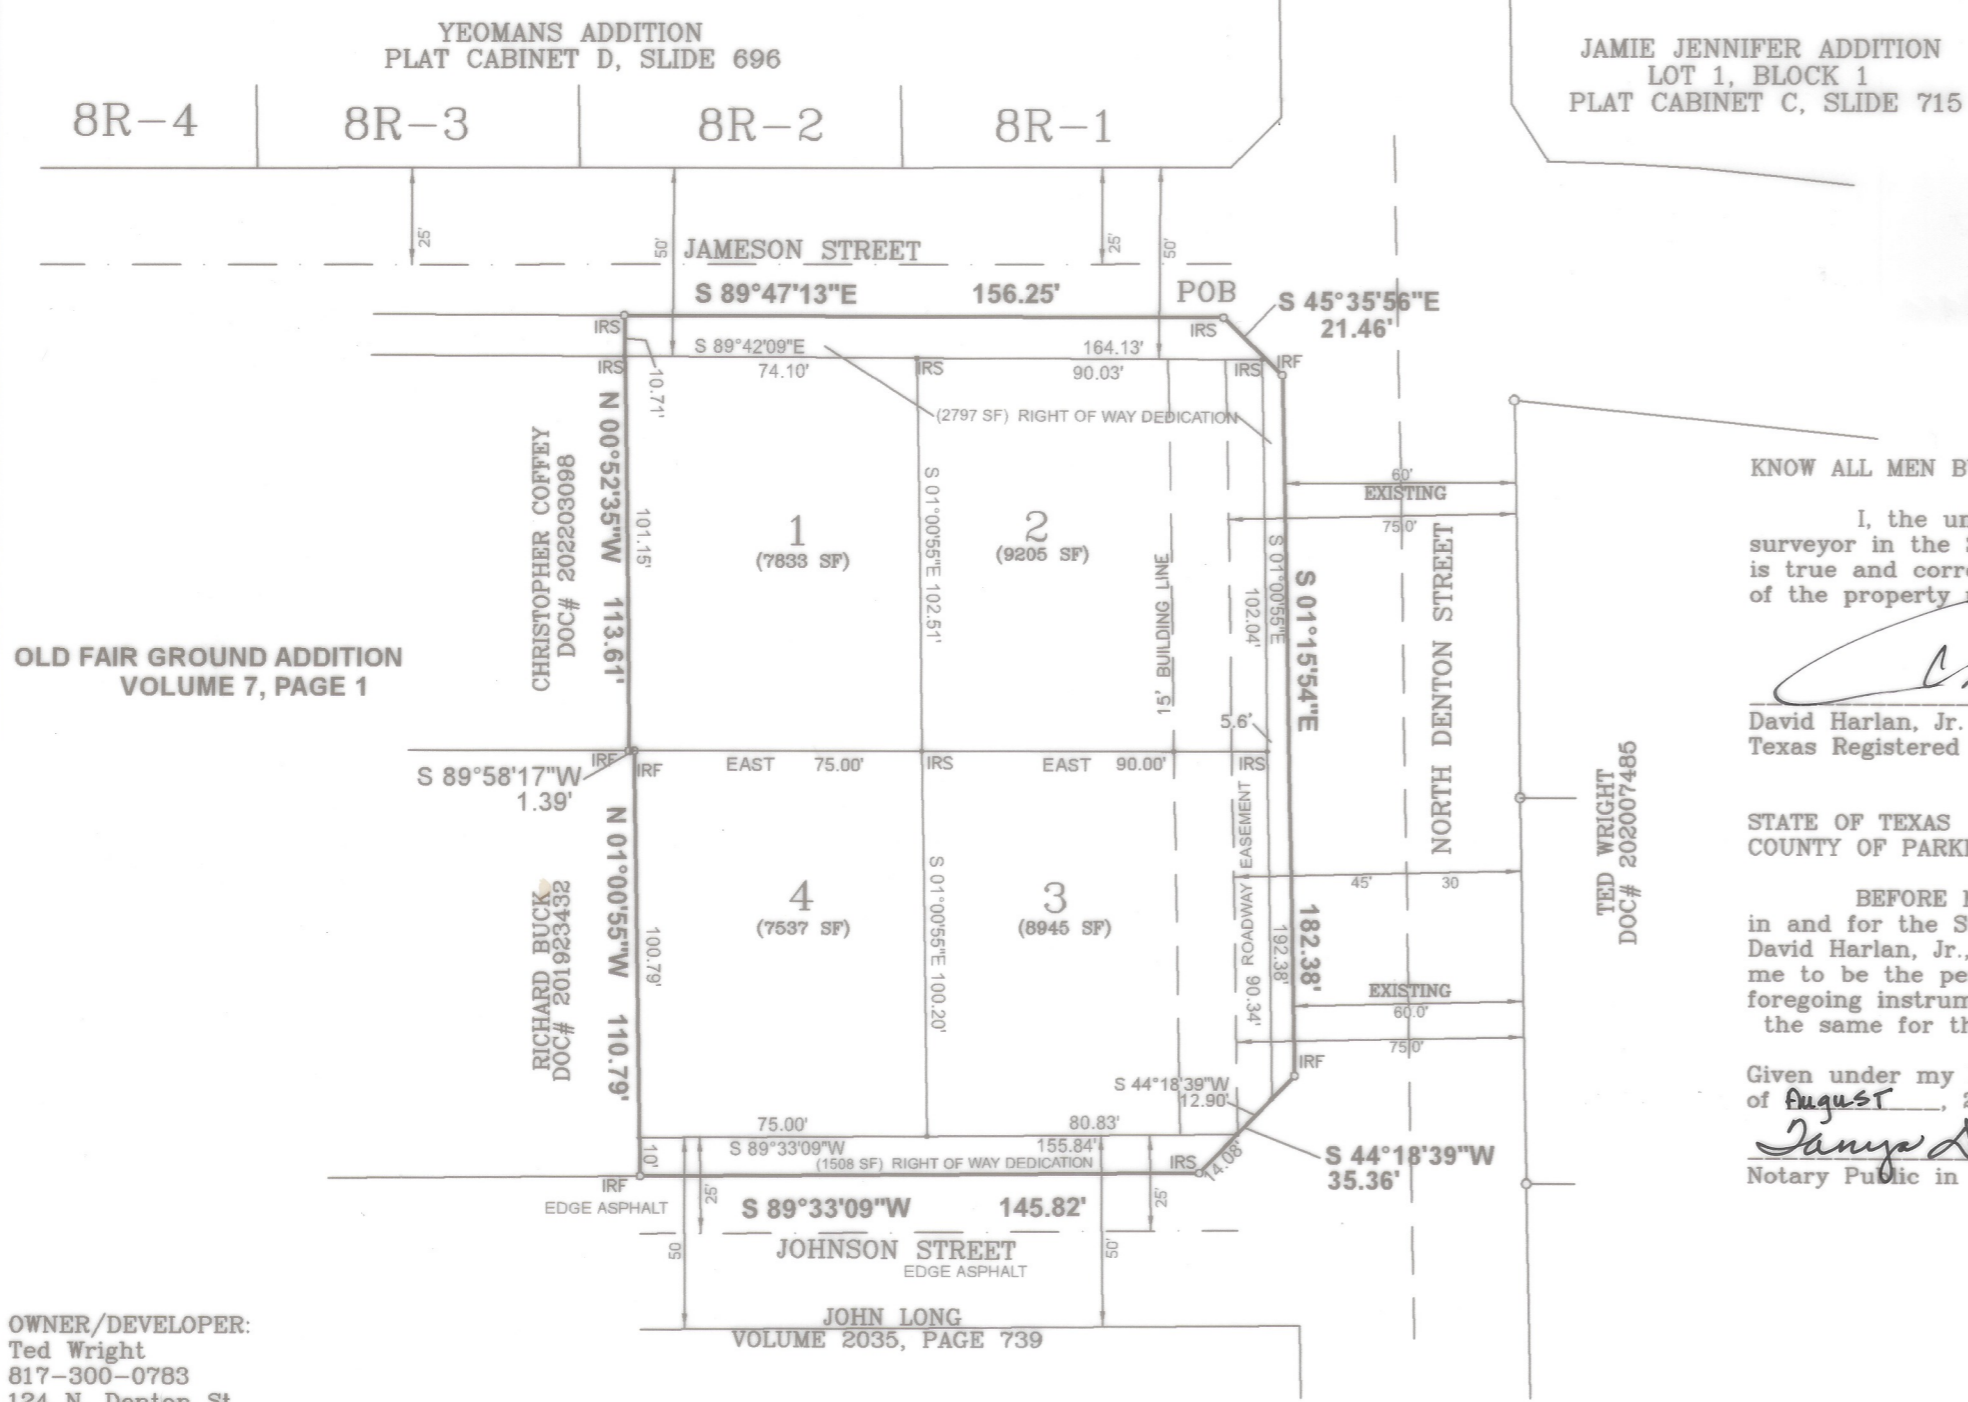 YEOMANS ADDITION
PLAT CABINET D, SLIDE 696
JAMIE JENNIFER ADDITION
LOT 1, BLOCK 1
PLAT CABINET C, SLIDE 715
8R-4
8R-3
8R-2
8R-1
25'
50'
25'
50'
JAMESON STREET
S 89°47'13"E 156.25'
POB
S 45°35'56"E
21.46'
IRS
IRS
S 89°42'09"E
164.13'
IRF
IRS
74.10'
IRS
90.03'
IRS
10.71'
(2797 SF) RIGHT OF WAY DEDICATION
N 00°52'35"W 113.61'
CHRISTOPHER COFFEY
DOC# 202203098
101.15'
1
(7833 SF)
S 01°00'55"E 102.51'
2
(9205 SF)
15' BUILDING LINE
102.04'
S 01°00'55"E
192.38'
S 01°15'54"E
182.38'
60'
EXISTING
75.0'
NORTH DENTON STREET
OLD FAIR GROUND ADDITION
VOLUME 7, PAGE 1
5.6'
IRF
IRF
EAST 75.00'
IRS
EAST 90.00'
IRS
S 89°58'17"W
1.39'
N 01°00'55"W 110.79'
RICHARD BUCK
DOC# 201923432
100.79'
4
(7537 SF)
S 01°00'55"E 100.20'
3
(8945 SF)
ROADWAY EASEMENT
90.34'
45'
30
EXISTING
60.0'
75.0'
TED WRIGHT
DOC# 202007485
IRF
S 44°18'39"W
12.90'
75.00'
80.83'
S 89°33'09"W
155.84'
10'
(1508 SF) RIGHT OF WAY DEDICATION
IRS
14.08'
S 44°18'39"W
35.36'
IRF
25'
25'
EDGE ASPHALT
S 89°33'09"W 145.82'
50
50'
JOHNSON STREET
EDGE ASPHALT
JOHN LONG
VOLUME 2035, PAGE 739
OWNER/DEVELOPER:
Ted Wright
817-300-0783
124 N. Denton St
KNOW ALL MEN B
I, the un
surveyor in the
is true and corr
of the property
David Harlan, Jr.
Texas Registered
STATE OF TEXAS
COUNTY OF PARK
BEFORE
in and for the S
David Harlan, Jr.,
me to be the pe
foregoing instrum
the same for th
Given under my
of August, 2
Tanya
Notary Public in